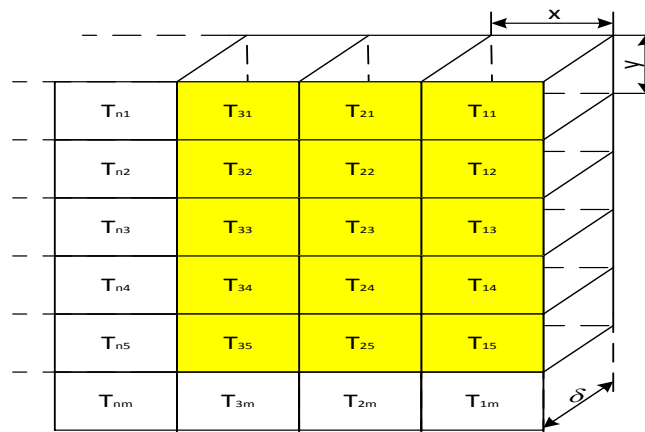 x
y
Tn1 T31 T21 T11
Tn2 T32 T22 T12
Tn3 T33 T23 T13
Tn4 T34 T24 T14
Tn5 T35 T25 T15
Tnm T3m T2m T1m
δ